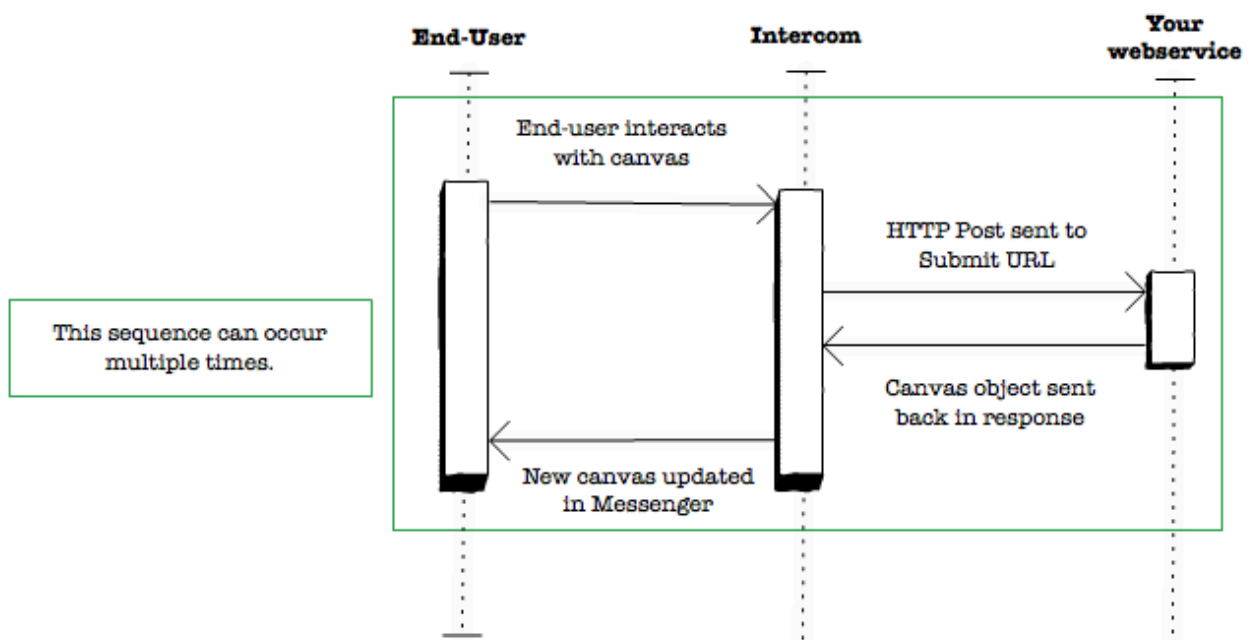 End-User
Intercom
Your
webservice
End-user interacts
with canvas
HTTP Post sent to
Submit URL
This sequence can occur
multiple times.
Canvas object sent
back in response
New canvas updated
in Messenger